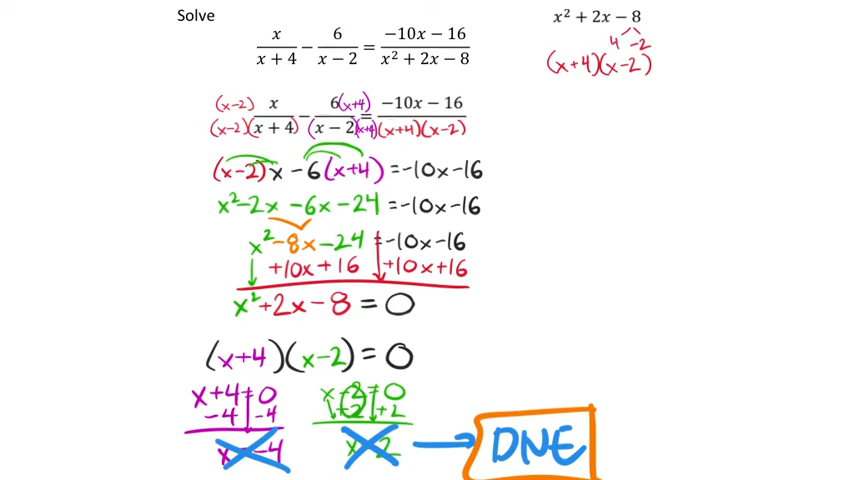 Solve
x/(x + 4) − 6/(x − 2) = (−10x − 16)/(x² + 2x − 8)
x² + 2x − 8
4 -2
(x+4)(x-2)
(x-2)x/((x-2)(x + 4)) − 6(x+4)/((x − 2)(x+4)) = (−10x − 16)/((x+4)(x-2))
(x-2)x -6(x+4) = -10x -16
x²-2x -6x -24 = -10x -16
x² -8x -24 = -10x -16
+10x +16 +10x +16
x² +2x -8 = 0
(x+4)(x-2) = 0
x+4 = 0
-4 -4
x = -4
x-2 = 0
+2 +2
x = 2
DNE